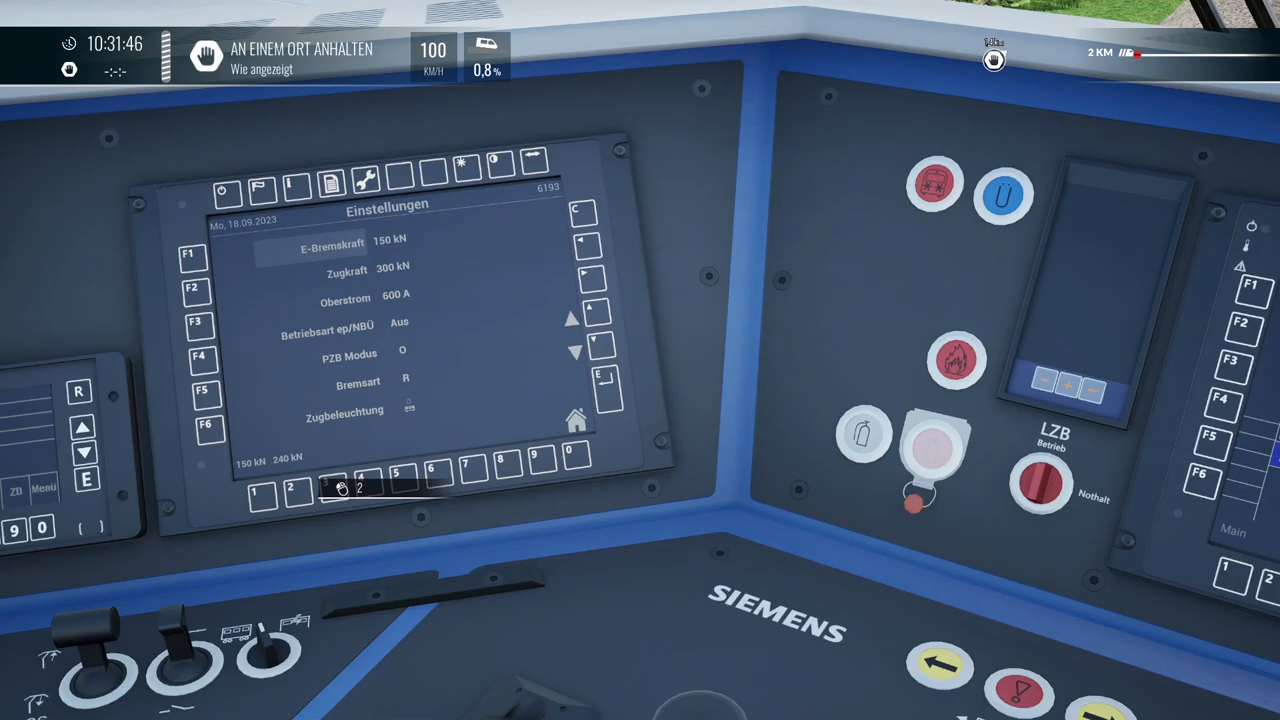 10:31:46
--:--
AN EINEM ORT ANHALTEN
Wie angezeigt
100
KM/H
0,8%
2 KM
Mo, 18.09.2023
Einstellungen
6193
E-Bremskraft 150 kN
Zugkraft 300 kN
Oberstrom 600 A
Betriebsart ep/NBÜ Aus
PZB Modus O
Bremsart R
Zugbeleuchtung
150 kN 240 kN
F1
F2
F3
F4
F5
F6
C
E
1 2 3 4 5 6 7 8 9 0
2
R
E
ZD Menü
9 0 ( )
LZB
Betrieb
Nothalt
F1
F2
F3
F4
F5
F6
Main
1 2
SIEMENS